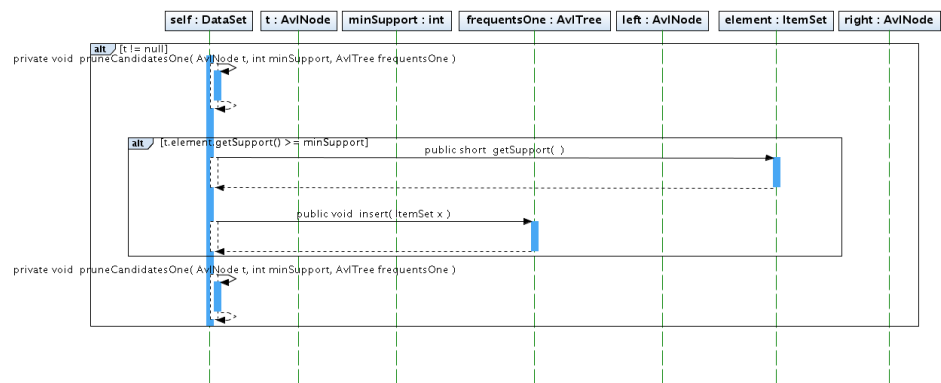 self : DataSet
t : AvlNode
minSupport : int
frequentsOne : AvlTree
left : AvlNode
element : ItemSet
right : AvlNode
alt [t != null]
private void pruneCandidatesOne( AvlNode t, int minSupport, AvlTree frequentsOne )
alt [t.element.getSupport() >= minSupport]
public short getSupport( )
public void insert( ItemSet x )
private void pruneCandidatesOne( AvlNode t, int minSupport, AvlTree frequentsOne )